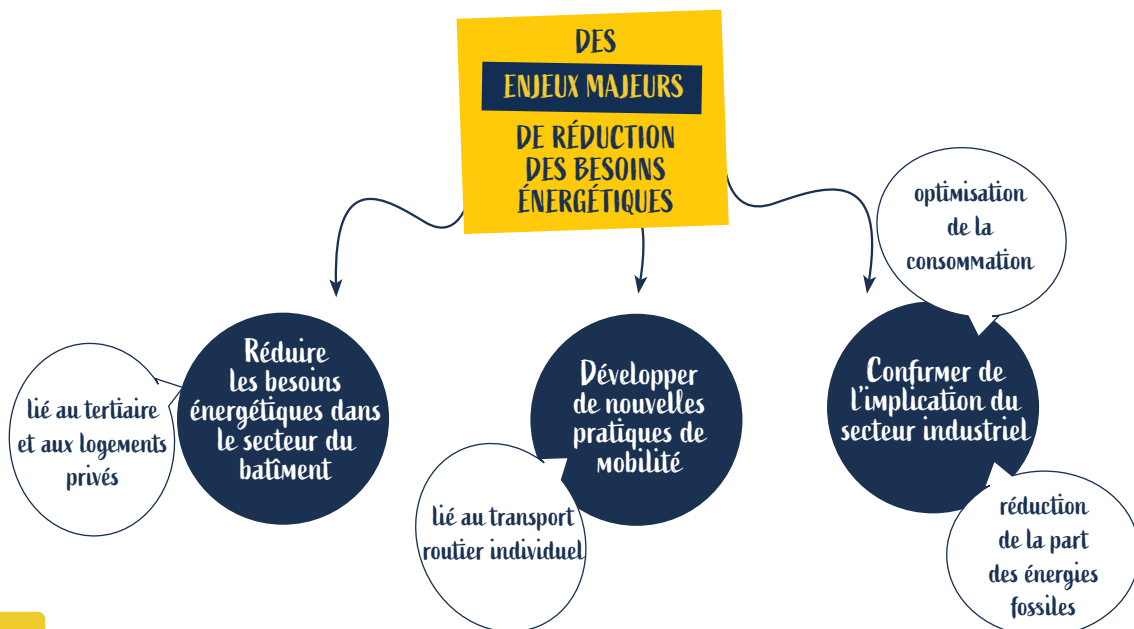 DES
ENJEUX MAJEURS
DE RÉDUCTION
DES BESOINS
ÉNERGÉTIQUES
Réduire
les besoins
énergétiques dans
le secteur du
batîment
lié au tertiaire
et aux logements
privés
Développer
de nouvelles
pratiques de
mobilité
lié au transport
routier individuel
Confirmer de
l'implication du
secteur industriel
optimisation
de la
consommation
réduction
de la part
des énergies
fossiles